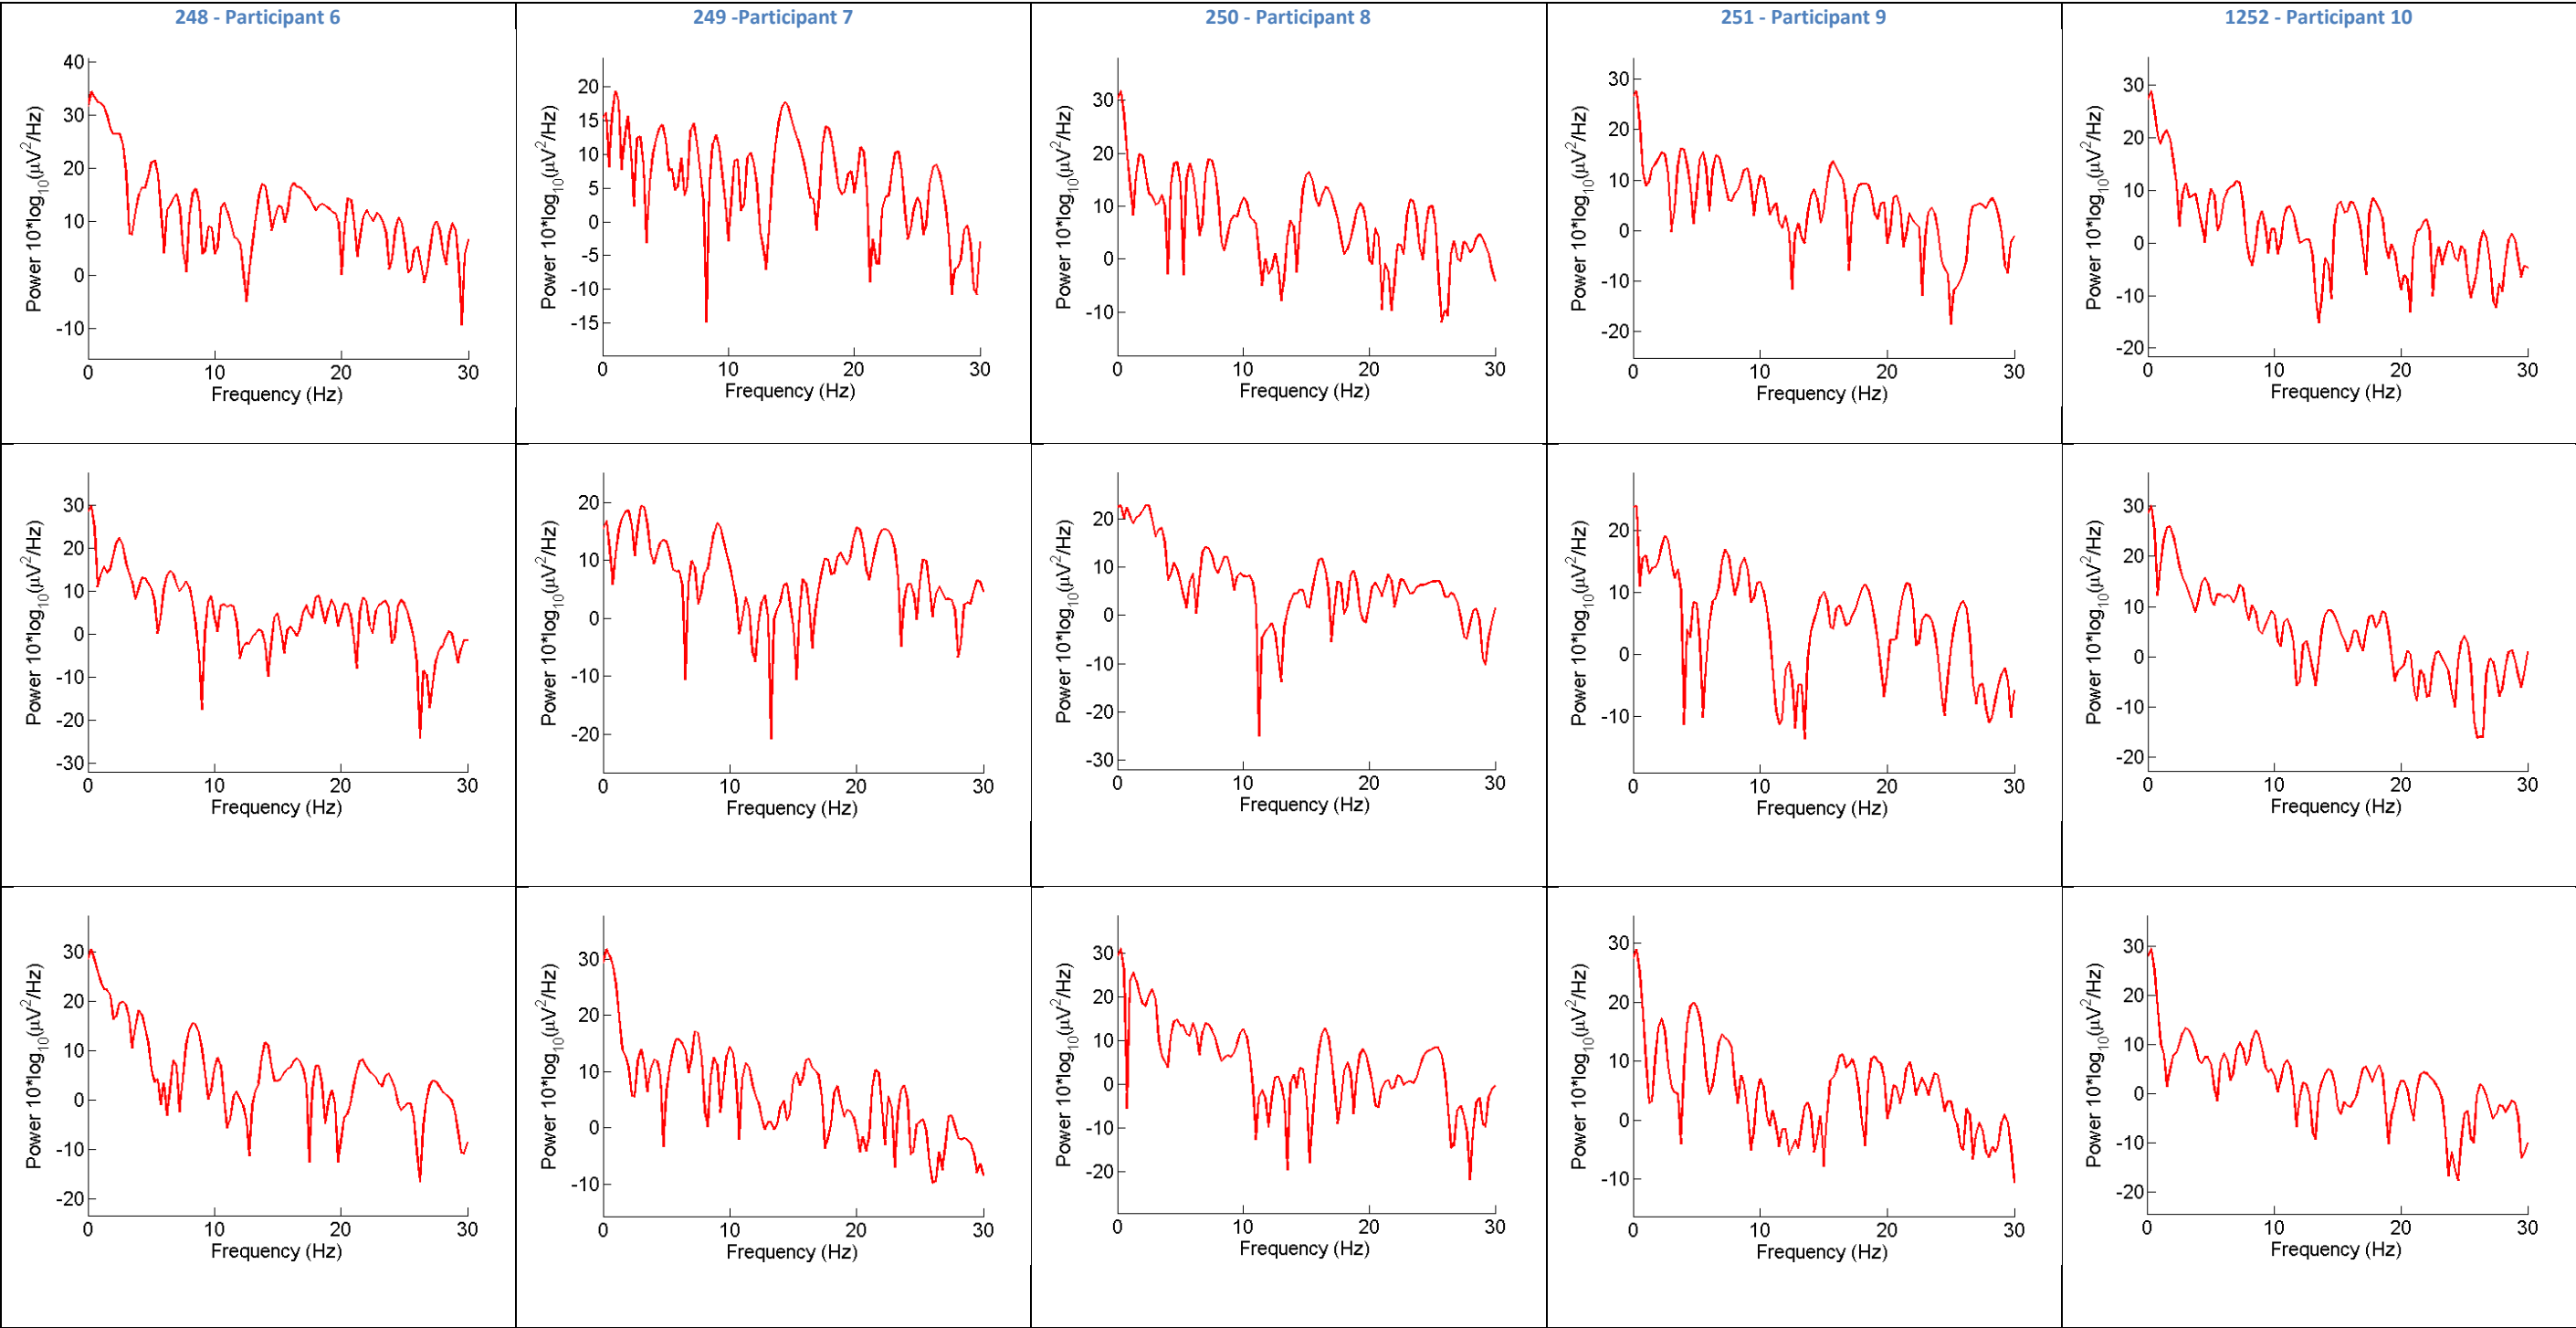 248 - Participant 6
249 -Participant 7
250 - Participant 8
251 - Participant 9
1252 - Participant 10
Power 10*log10(μV²/Hz)
40
30
20
10
0
-10
0 10 20 30
Frequency (Hz)
Power 10*log10(μV²/Hz)
20
15
10
5
0
-5
-10
-15
0 10 20 30
Frequency (Hz)
Power 10*log10(μV²/Hz)
30
20
10
0
-10
0 10 20 30
Frequency (Hz)
Power 10*log10(μV²/Hz)
30
20
10
0
-10
-20
0 10 20 30
Frequency (Hz)
Power 10*log10(μV²/Hz)
30
20
10
0
-10
-20
0 10 20 30
Frequency (Hz)
Power 10*log10(μV²/Hz)
30
20
10
0
-10
-20
-30
0 10 20 30
Frequency (Hz)
Power 10*log10(μV²/Hz)
20
10
0
-10
-20
0 10 20 30
Frequency (Hz)
Power 10*log10(μV²/Hz)
20
10
0
-10
-20
-30
0 10 20 30
Frequency (Hz)
Power 10*log10(μV²/Hz)
20
10
0
-10
0 10 20 30
Frequency (Hz)
Power 10*log10(μV²/Hz)
30
20
10
0
-10
-20
0 10 20 30
Frequency (Hz)
Power 10*log10(μV²/Hz)
30
20
10
0
-10
-20
0 10 20 30
Frequency (Hz)
Power 10*log10(μV²/Hz)
30
20
10
0
-10
0 10 20 30
Frequency (Hz)
Power 10*log10(μV²/Hz)
30
20
10
0
-10
-20
0 10 20 30
Frequency (Hz)
Power 10*log10(μV²/Hz)
30
20
10
0
-10
0 10 20 30
Frequency (Hz)
Power 10*log10(μV²/Hz)
30
20
10
0
-10
-20
0 10 20 30
Frequency (Hz)